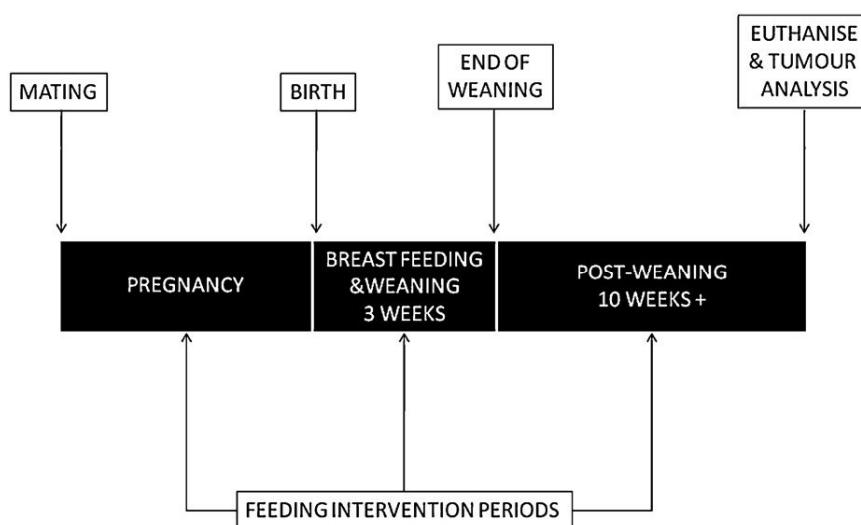 MATING
BIRTH
END OF
WEANING
EUTHANISE
& TUMOUR
ANALYSIS
PREGNANCY
BREAST FEEDING
&WEANING
3 WEEKS
POST-WEANING
10 WEEKS +
FEEDING INTERVENTION PERIODS